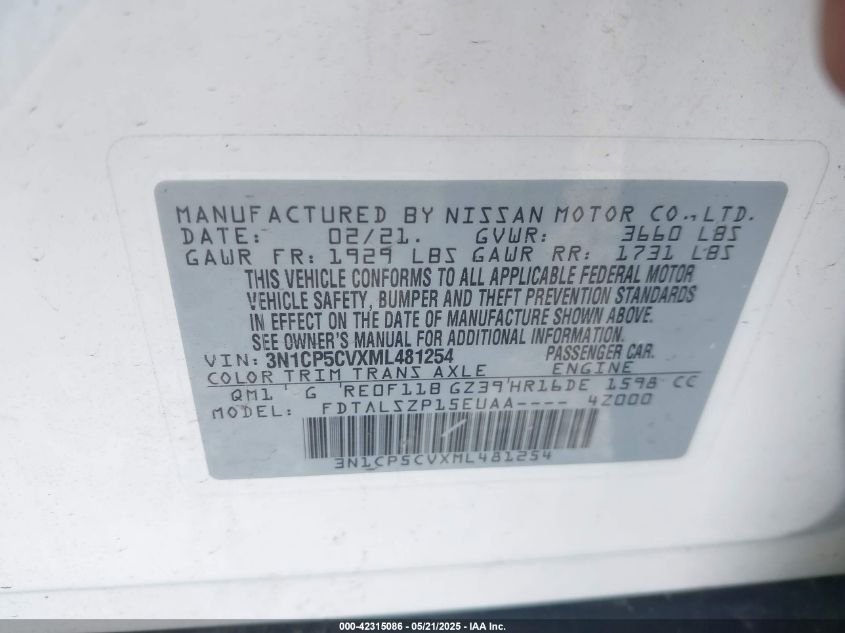 MANUFACTURED BY NISSAN MOTOR CO.,LTD.
DATE: 02/21. GVWR: 3660 LBS
GAWR FR: 1929 LBS GAWR RR: 1731 LBS
THIS VEHICLE CONFORMS TO ALL APPLICABLE FEDERAL MOTOR
VEHICLE SAFETY, BUMPER AND THEFT PREVENTION STANDARDS
IN EFFECT ON THE DATE OF MANUFACTURE SHOWN ABOVE.
SEE OWNER'S MANUAL FOR ADDITIONAL INFORMATION.
VIN: 3N1CP5CVXML481254 PASSENGER CAR.
COLOR TRIM TRANS AXLE ENGINE
QM1 ' G 'RE0F11B GZ39'HR16DE 1598 CC
MODEL: FDTALSZP15EUAA---- 4Z000
3N1CP5CVXML481254
000-42315086 - 05/21/2025 - IAA Inc.